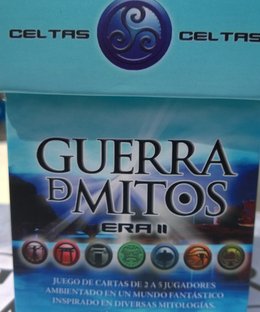 CELTAS CELTAS
GUERRA
D MITOS
ERA II
JUEGO DE CARTAS DE 2 A 5 JUGADORES
AMBIENTADO EN UN MUNDO FANTÁSTICO
INSPIRADO EN DIVERSAS MITOLOGÍAS.